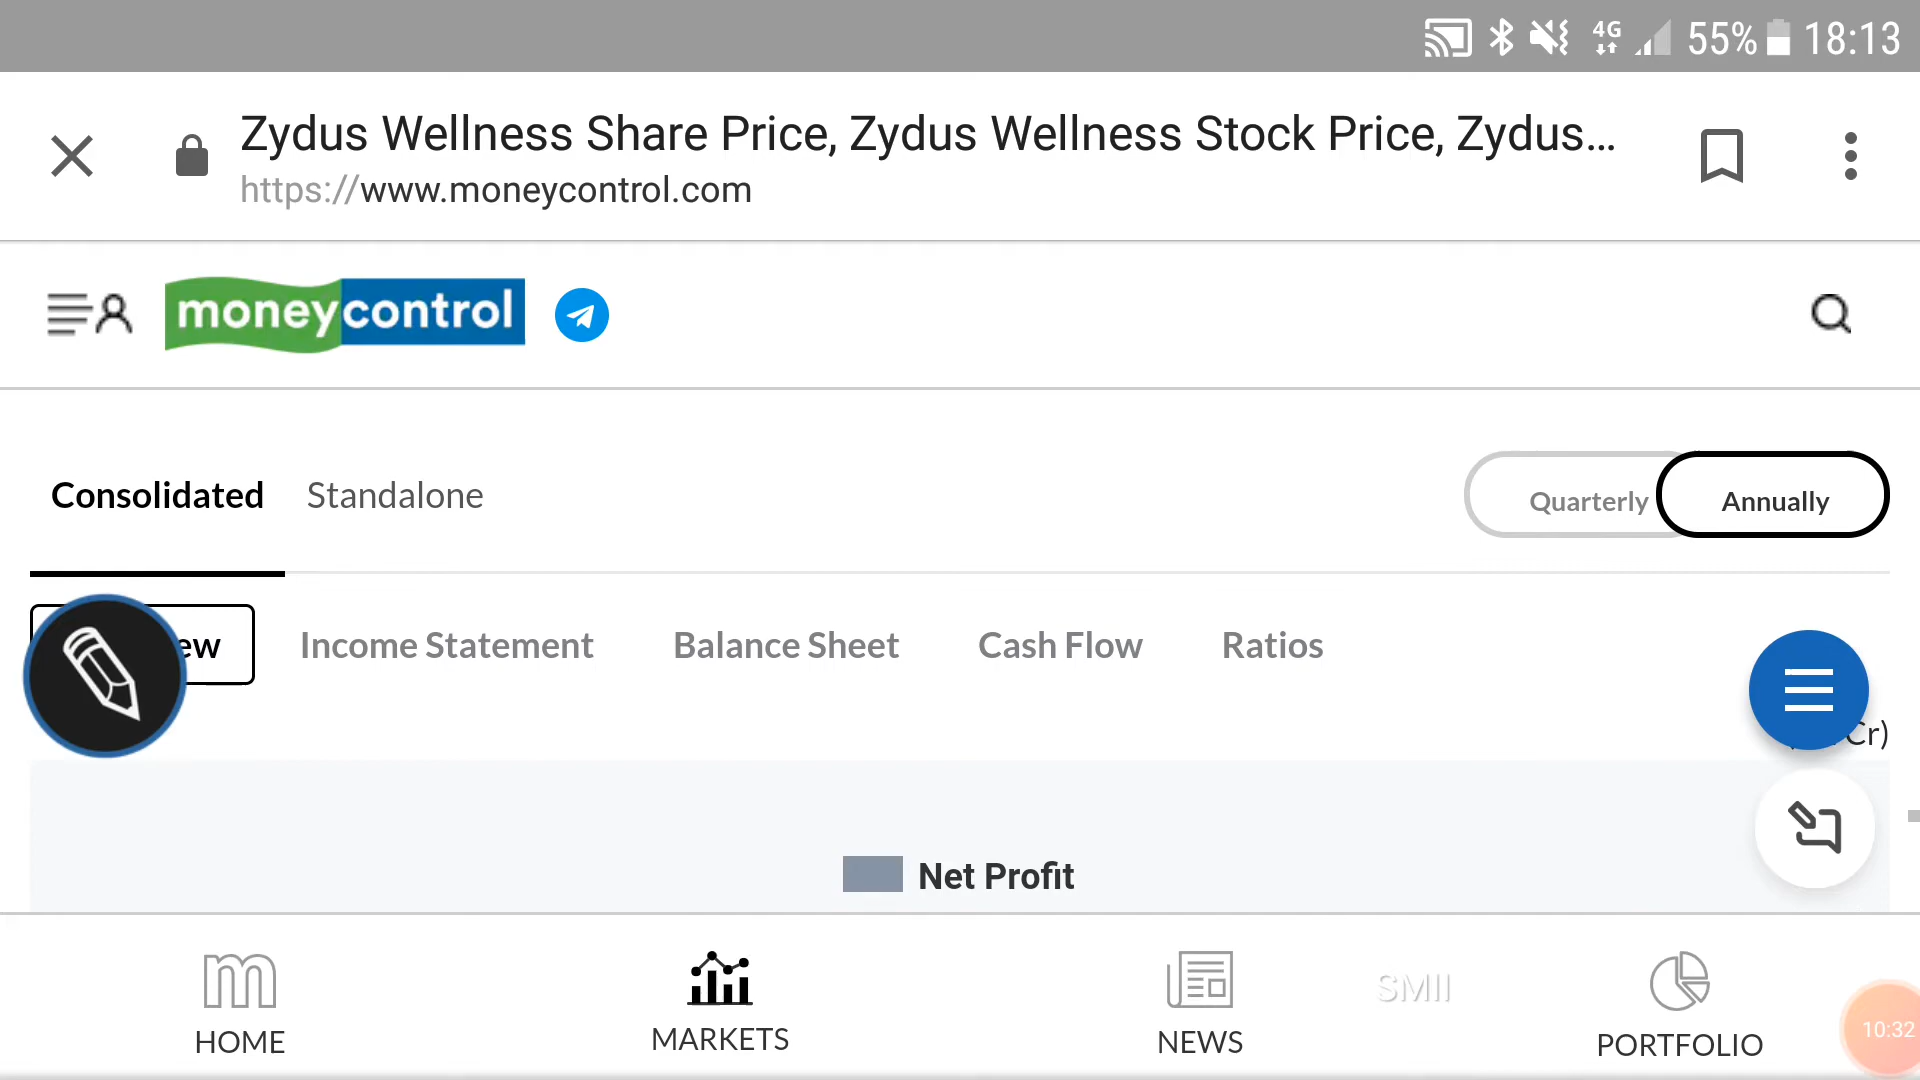 4G 55% 18:13
Zydus Wellness Share Price, Zydus Wellness Stock Price, Zydus...
https://www.moneycontrol.com
moneycontrol
Consolidated Standalone
Quarterly Annually
Income Statement Balance Sheet Cash Flow Ratios
Cr)
Net Profit
SMII
HOME MARKETS NEWS PORTFOLIO
10:32